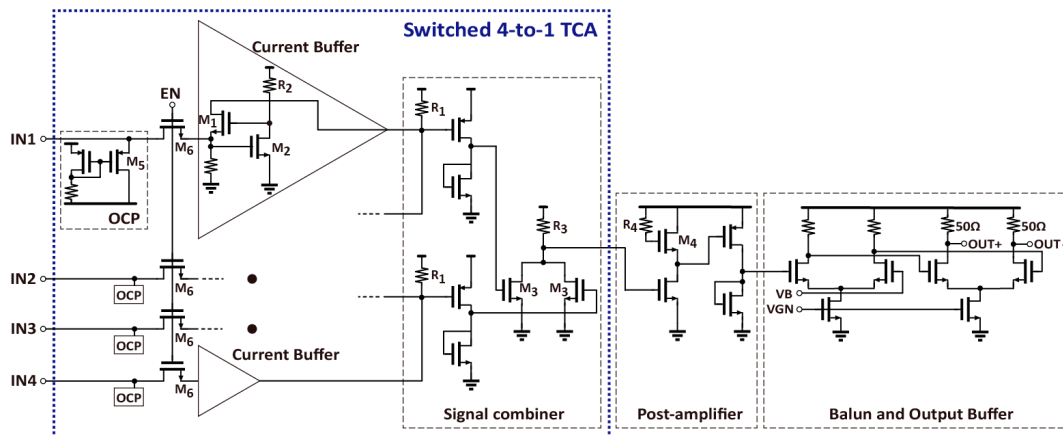 Switched 4-to-1 TCA
Current Buffer
R2
EN
M1
M2
R1
IN1
M6
M5
OCP
R3
R4
M4
50Ω
50Ω
OUT+
OUT-
R1
IN2
M6
OCP
M3
M3
VB
VGN
IN3
M6
OCP
Current Buffer
IN4
M6
OCP
Signal combiner
Post-amplifier
Balun and Output Buffer